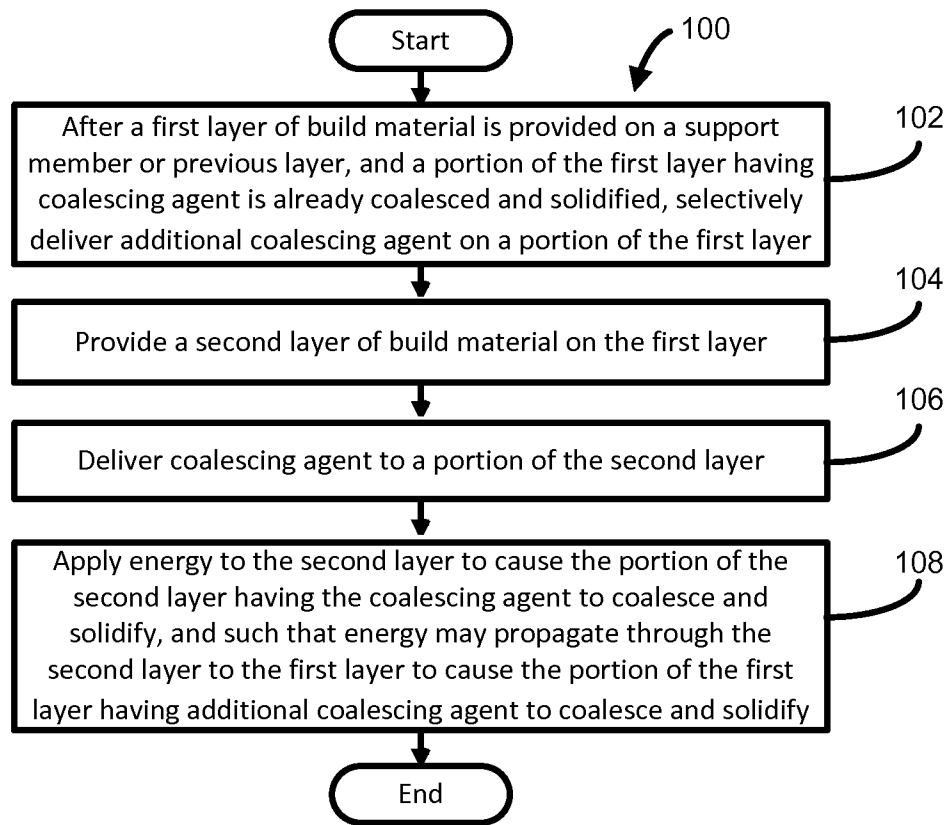 Start
100
After a first layer of build material is provided on a support
member or previous layer, and a portion of the first layer having
coalescing agent is already coalesced and solidified, selectively
deliver additional coalescing agent on a portion of the first layer
102
Provide a second layer of build material on the first layer
104
Deliver coalescing agent to a portion of the second layer
106
Apply energy to the second layer to cause the portion of the
second layer having the coalescing agent to coalesce and
solidify, and such that energy may propagate through the
second layer to the first layer to cause the portion of the first
layer having additional coalescing agent to coalesce and solidify
108
End